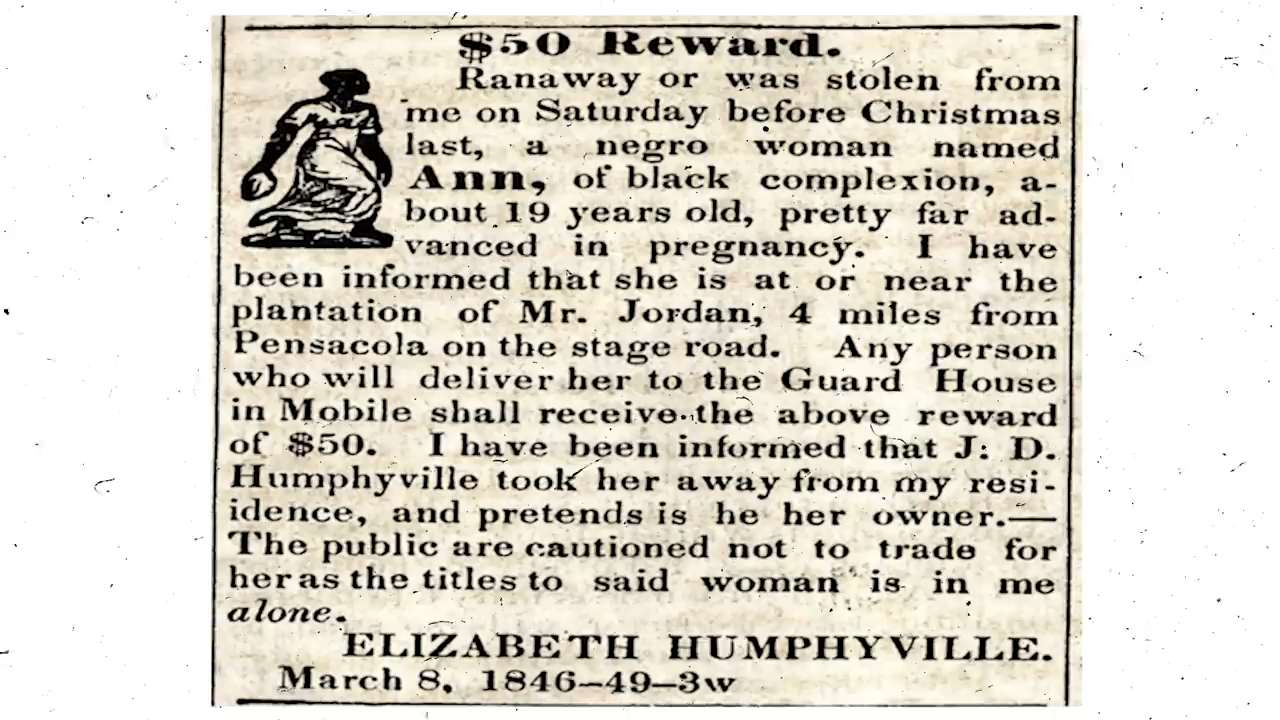 $50 Reward.
Ranaway or was stolen from
me on Saturday before Christmas
last, a negro woman named
Ann, of black complexion, a-
bout 19 years old, pretty far ad-
vanced in pregnancy. I have
been informed that she is at or near the
plantation of Mr. Jordan, 4 miles from
Pensacola on the stage road. Any person
who will deliver her to the Guard House
in Mobile shall receive the above reward
of $50. I have been informed that J: D.
Humphyville took her away from my resi-
idence, and pretends is he her owner.—
The public are cautioned not to trade for
her as the titles to said woman is in me
alone.
ELIZABETH HUMPHYVILLE.
March 8, 1846-49-3w